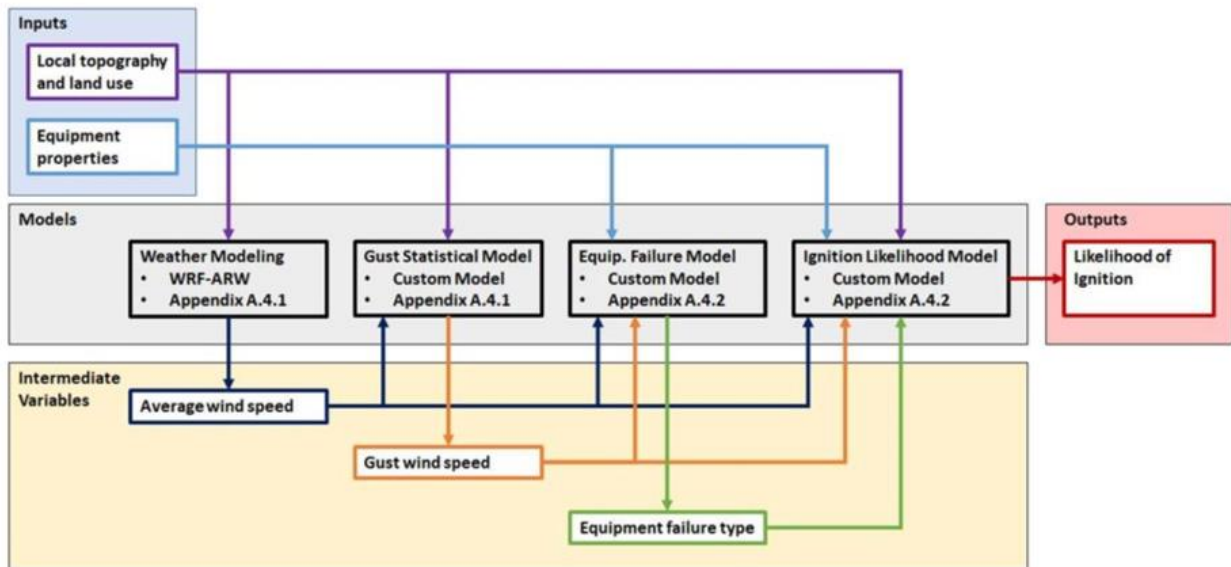 Inputs
Local topography
and land use
Equipment
properties
Models
Weather Modeling
• WRF-ARW
• Appendix A.4.1
Gust Statistical Model
• Custom Model
• Appendix A.4.1
Equip. Failure Model
• Custom Model
• Appendix A.4.2
Ignition Likelihood Model
• Custom Model
• Appendix A.4.2
Outputs
Likelihood of
Ignition
Intermediate
Variables
Average wind speed
Gust wind speed
Equipment failure type